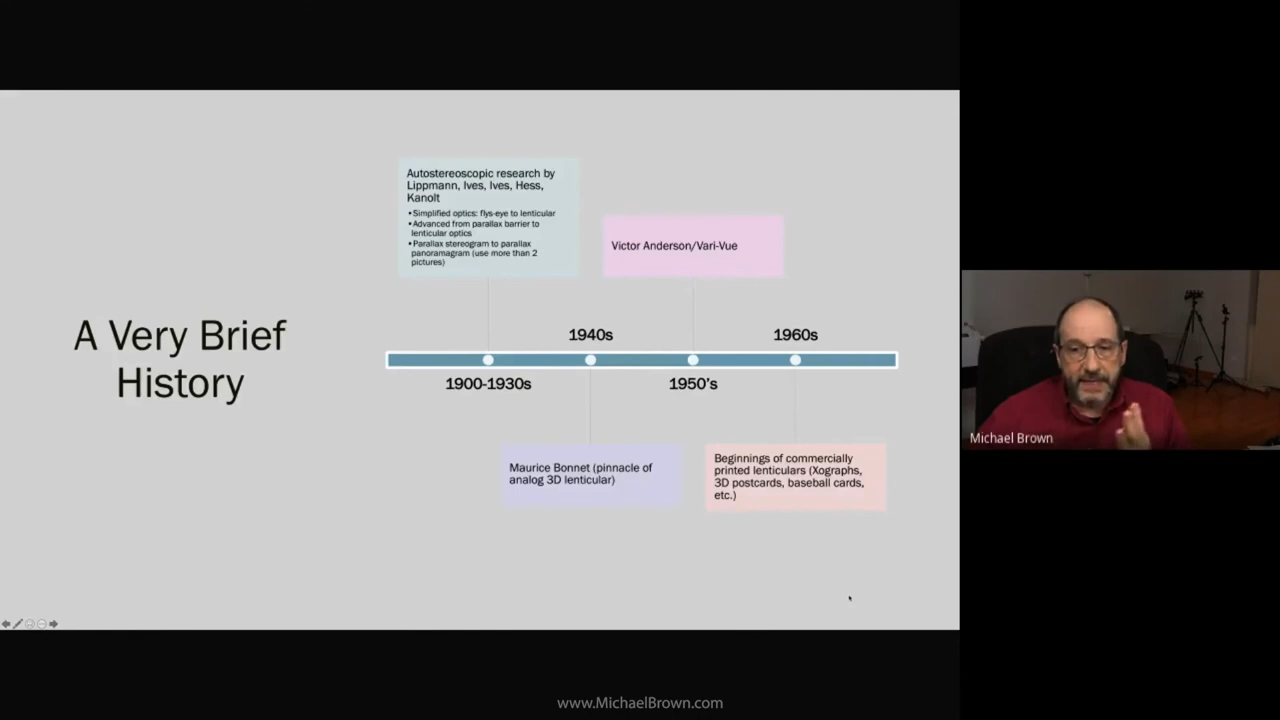 A Very Brief
History
Autostereoscopic research by
Lippmann, Ives, Ives, Hess,
Kanolt
•Simplified optics: flys-eye to lenticular
•Advanced from parallax barrier to
lenticular optics
•Parallax stereogram to parallax
panoramagram (use more than 2
pictures)
Victor Anderson/Vari-Vue
1940s
1960s
1900-1930s
1950's
Maurice Bonnet (pinnacle of
analog 3D lenticular)
Beginnings of commercially
printed lenticulars (Xographs,
3D postcards, baseball cards,
etc.)
Michael Brown
www.MichaelBrown.com